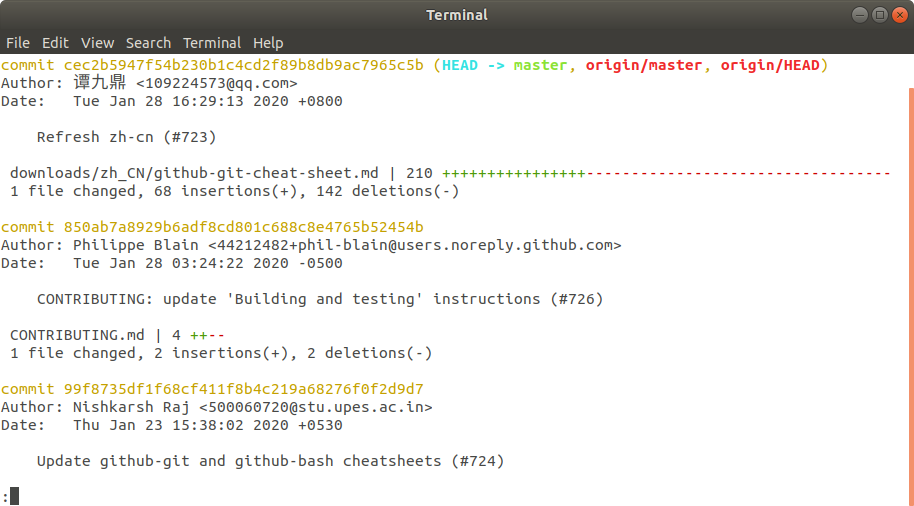 Terminal
File Edit View Search Terminal Help
commit cec2b5947f54b230b1c4cd2f89b8db9ac7965c5b (HEAD -> master, origin/master, origin/HEAD)
Author: 谭九鼎 <109224573@qq.com>
Date:   Tue Jan 28 16:29:13 2020 +0800
    Refresh zh-cn (#723)
 downloads/zh_CN/github-git-cheat-sheet.md | 210 ++++++++++++++++----------------------------------
 1 file changed, 68 insertions(+), 142 deletions(-)
commit 850ab7a8929b6adf8cd801c688c8e4765b52454b
Author: Philippe Blain <44212482+phil-blain@users.noreply.github.com>
Date:   Tue Jan 28 03:24:22 2020 -0500
    CONTRIBUTING: update 'Building and testing' instructions (#726)
 CONTRIBUTING.md | 4 ++--
 1 file changed, 2 insertions(+), 2 deletions(-)
commit 99f8735df1f68cf411f8b4c219a68276f0f2d9d7
Author: Nishkarsh Raj <500060720@stu.upes.ac.in>
Date:   Thu Jan 23 15:38:02 2020 +0530
    Update github-git and github-bash cheatsheets (#724)
: